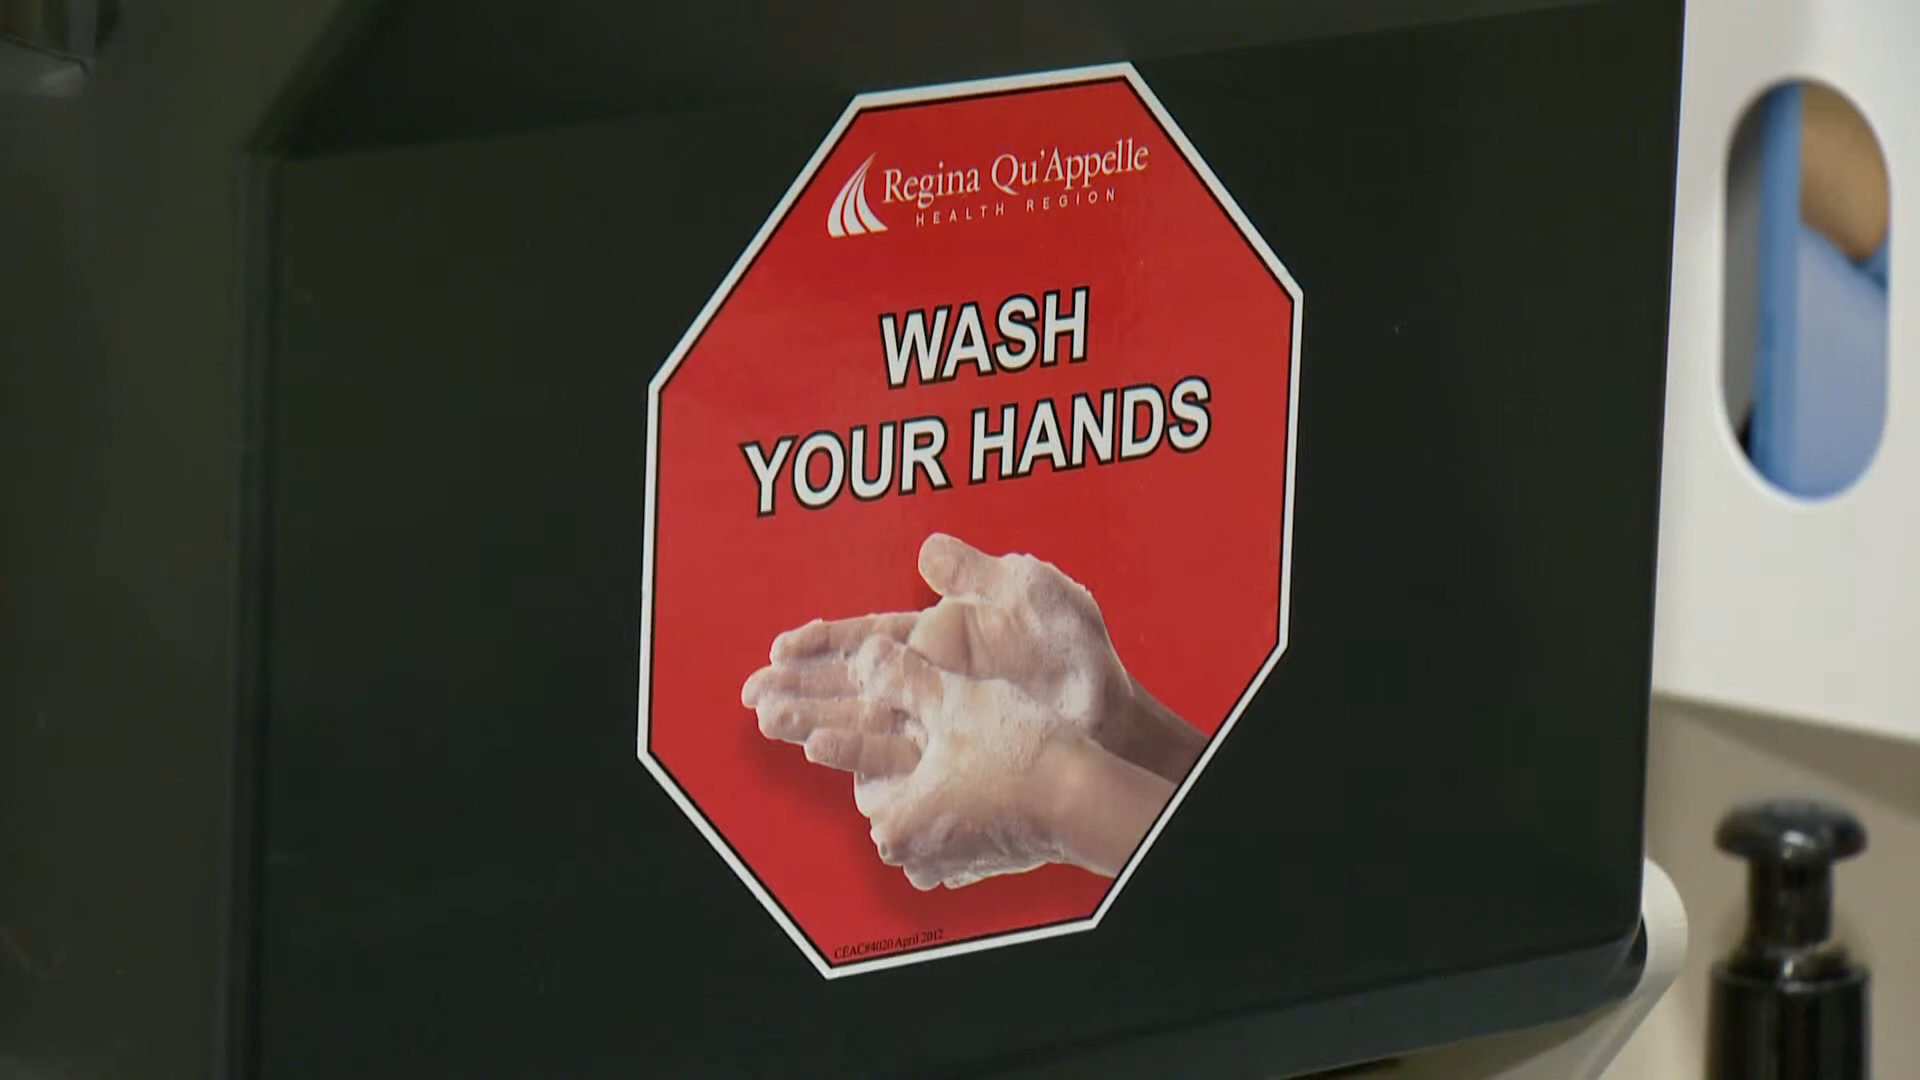 Regina Qu'Appelle
HEALTH REGION
WASH
YOUR HANDS
CEAC#4020 April 2012